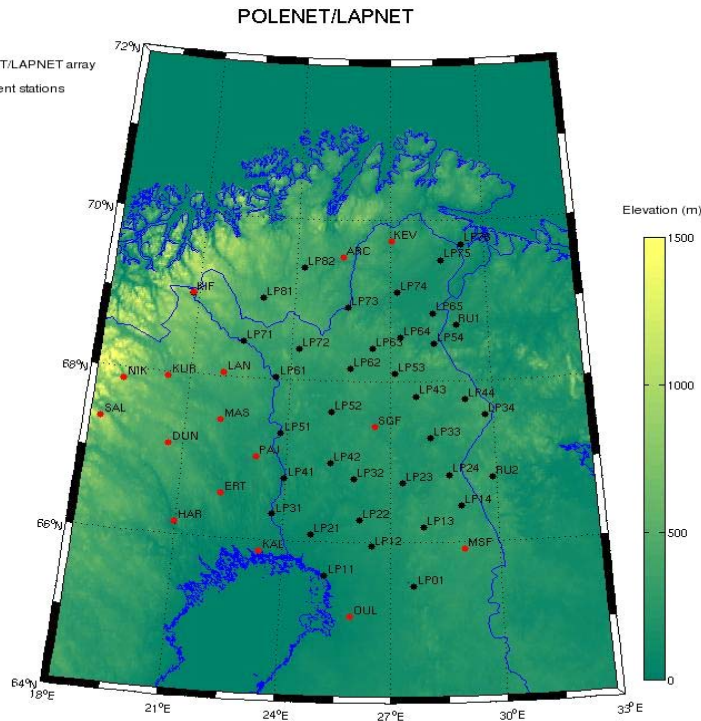 POLENET/LAPNET
T/LAPNET array
ent stations
72°N
70°N
68°N
66°N
64°N
18°E
21°E
24°E
27°E
30°E
33°E
Elevation (m)
1500
1000
500
0
KEV
ARC
LP75
LP82
KIF
LP81
LP74
LP73
LP65
RU1
LP71
LP72
LP63
LP64
LP54
NIK
KUR
LAN
LP61
LP62
LP53
SAL
MAS
LP52
SGF
LP43
LP44
LP34
DUN
LP51
LP33
PAJ
LP42
LP41
LP32
LP23
LP24
RU2
ERT
HAR
LP31
LP22
LP14
LP21
LP13
KAL
LP12
MSF
LP11
LP01
OUL